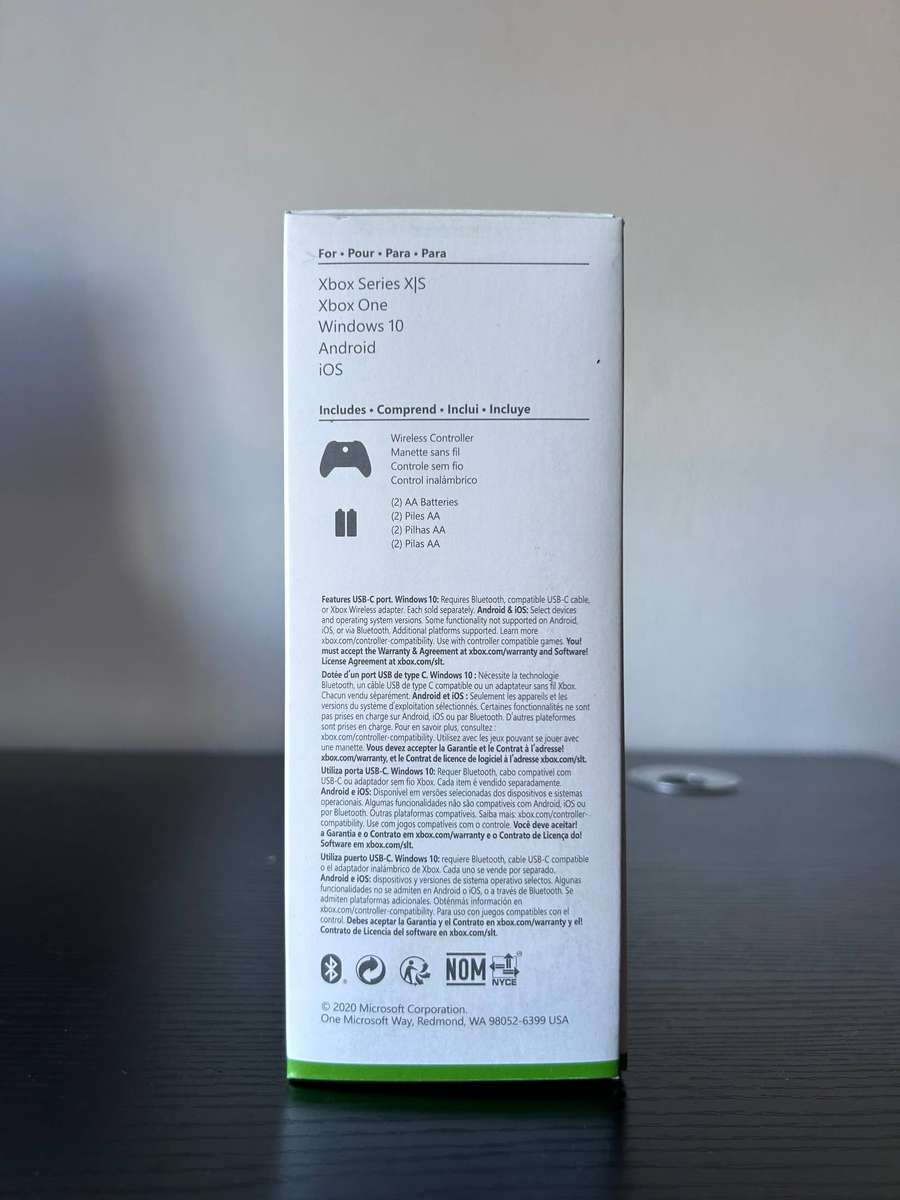 For • Pour • Para • Para
Xbox Series X|S
Xbox One
Windows 10
Android
iOS
Includes • Comprend • Inclui • Incluye
Wireless Controller
Manette sans fil
Controle sem fio
Control inalámbrico
(2) AA Batteries
(2) Piles AA
(2) Pilhas AA
(2) Pilas AA
Features USB-C port. Windows 10: Requires Bluetooth, compatible USB-C cable,
or Xbox Wireless adapter. Each sold separately. Android & iOS: Select devices
and operating system versions. Some functionality not supported on Android,
iOS, or via Bluetooth. Additional platforms supported. Learn more
xbox.com/controller-compatibility. Use with controller compatible games. You!
must accept the Warranty & Agreement at xbox.com/warranty and Software!
License Agreement at xbox.com/slt.
Dotée d'un port USB de type C. Windows 10 : Nécessite la technologie
Bluetooth, un câble USB de type C compatible ou un adaptateur sans fil Xbox.
Chacun vendu séparément. Android et iOS : Seulement les appareils et les
versions du système d'exploitation sélectionnés. Certaines fonctionnalités ne sont
pas prises en charge sur Android, iOS ou par Bluetooth. D'autres plateformes
sont prises en charge. Pour en savoir plus, consultez :
xbox.com/controller-compatibility. Utilisez avec les jeux pouvant se jouer avec
une manette. Vous devez accepter la Garantie et le Contrat à l'adresse!
xbox.com/warranty, et le Contrat de licence de logiciel à l'adresse xbox.com/slt.
Utiliza porta USB-C. Windows 10: Requer Bluetooth, cabo compatível com
USB-C ou adaptador sem fio Xbox. Cada item é vendido separadamente.
Android e iOS: Disponível em versões selecionadas dos dispositivos e sistemas
operacionais. Algumas funcionalidades não são compatíveis com Android, iOS ou
por Bluetooth. Outras plataformas compatíveis. Saiba mais: xbox.com/controller-
compatibility. Use com jogos compatíveis com o controle. Você deve aceitar!
a Garantia e o Contrato em xbox.com/warranty e o Contrato de Licença do!
Software em xbox.com/slt.
Utiliza puerto USB-C. Windows 10: requiere Bluetooth, cable USB-C compatible
o el adaptador inalámbrico de Xbox. Cada uno se vende por separado.
Android e iOS: dispositivos y versiones de sistema operativo selectos. Algunas
funcionalidades no se admiten en Android o iOS, o a través de Bluetooth. Se
admiten plataformas adicionales. Obténmás información en
xbox.com/controller-compatibility. Para uso con juegos compatibles con el
control. Debes aceptar la Garantía y el Contrato en xbox.com/warranty y el!
Contrato de Licencia del software en xbox.com/slt.
NOM
NYCE
© 2020 Microsoft Corporation.
One Microsoft Way, Redmond, WA 98052-6399 USA